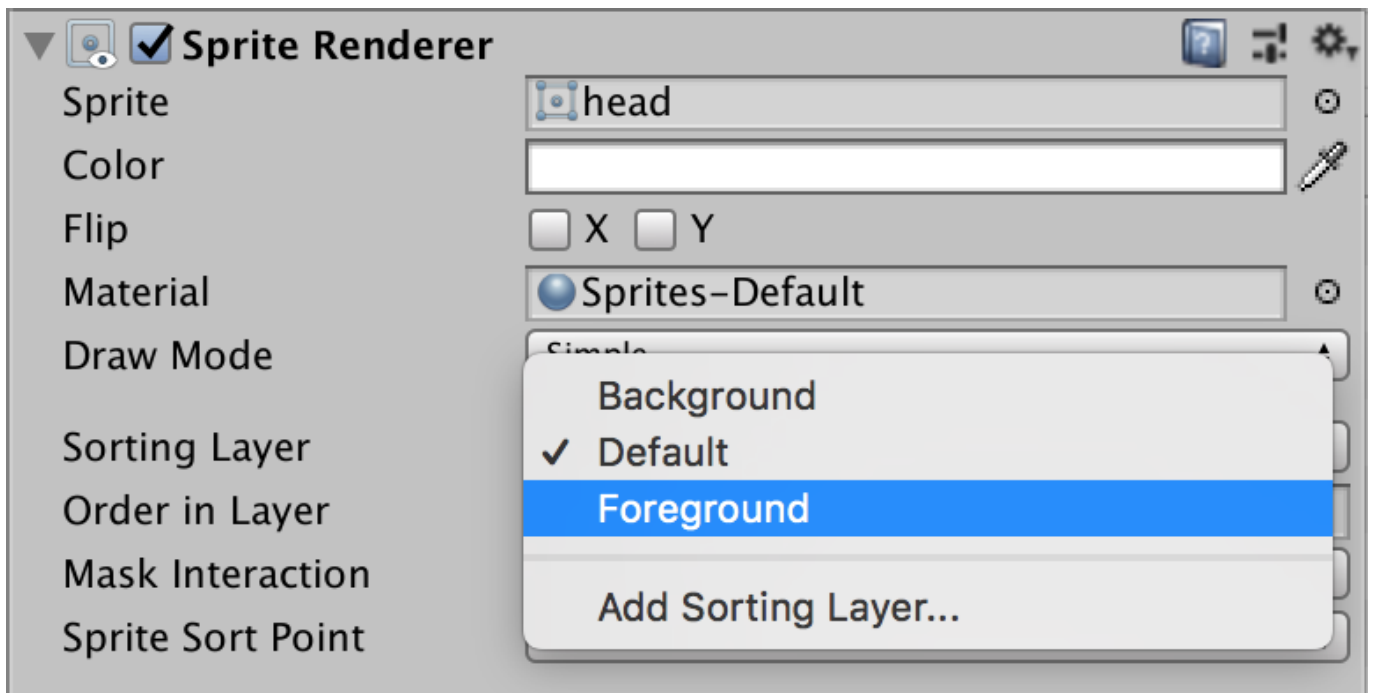 Sprite Renderer
Sprite head
Color
Flip X Y
Material Sprites-Default
Draw Mode Simple
Background
Sorting Layer Default
Order in Layer Foreground
Mask Interaction
Add Sorting Layer...
Sprite Sort Point